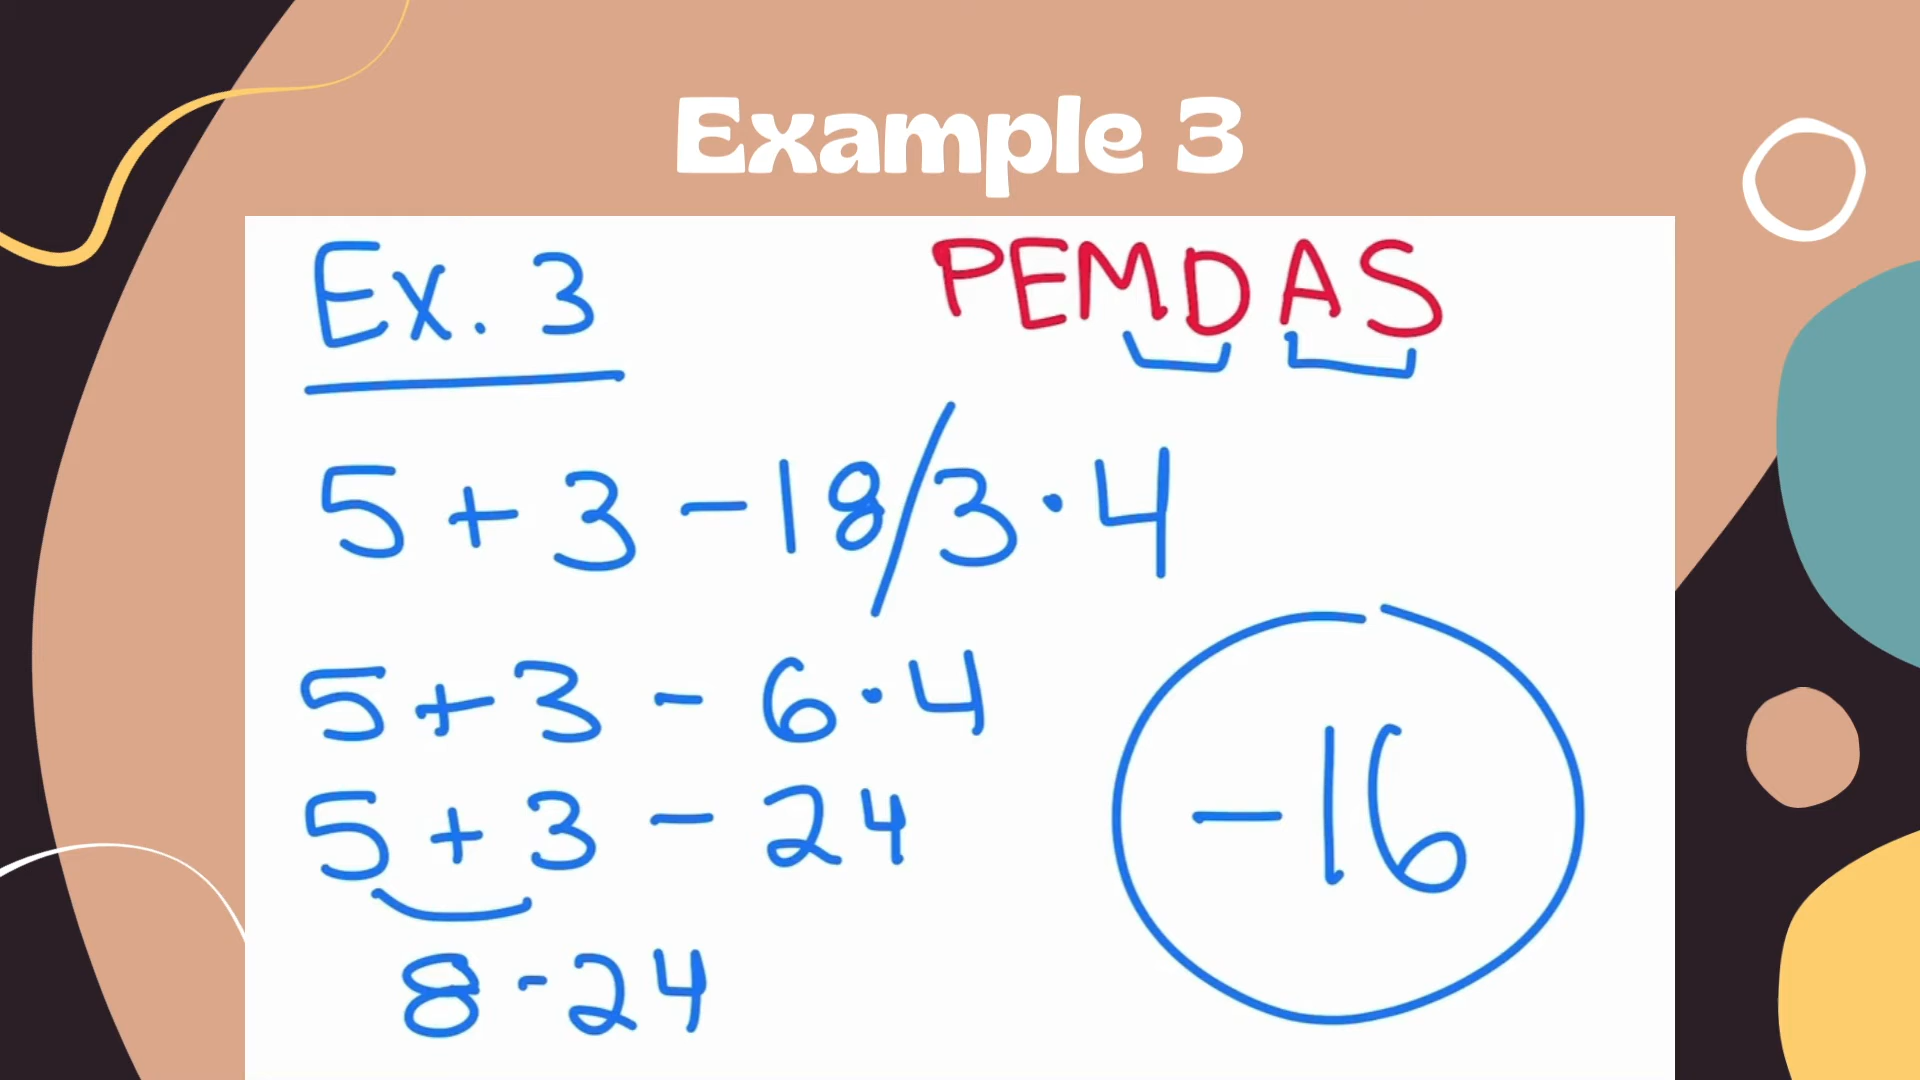 Example 3
Ex. 3 PEMDAS
5 + 3 - 18/3 · 4
5 + 3 - 6 · 4
5 + 3 - 24
8 - 24
-16